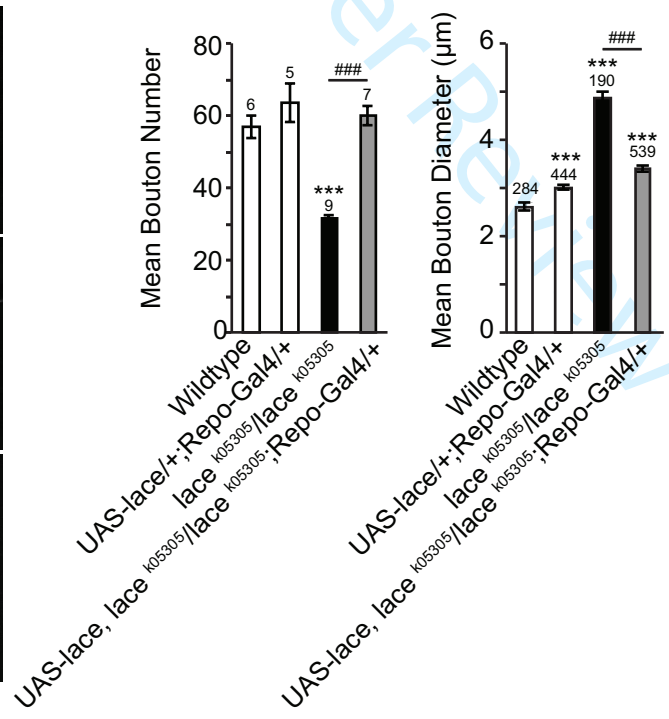 Mean Bouton Number
80
60
40
20
0
6
5
***
9
###
7
Wildtype
UAS-lace/+;Repo-Gal4/+
lace k05305/lace k05305
UAS-lace, lace k05305/lace k05305;Repo-Gal4/+
Mean Bouton Diameter (μm)
6
4
2
0
284
***
444
***
190
###
***
539
Wildtype
UAS-lace/+;Repo-Gal4/+
lace k05305/lace k05305
UAS-lace, lace k05305/lace k05305;Repo-Gal4/+
er Review